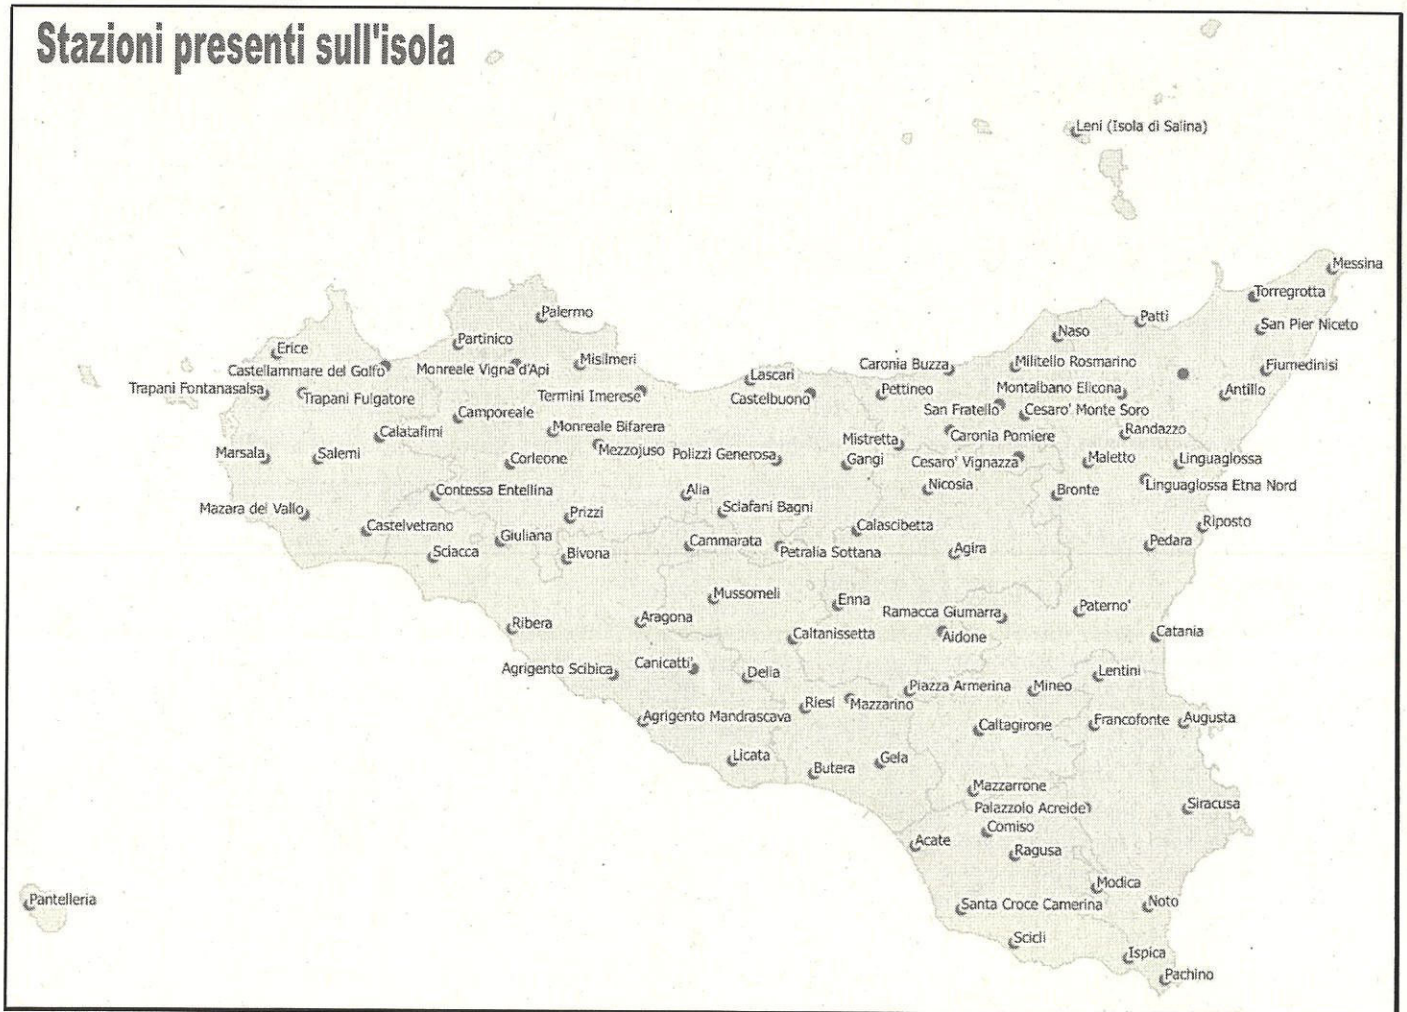 Stazioni presenti sull'isola
Leni (Isola di Salina)
Messina
Torregrotta
Palermo
Patti
San Pier Niceto
Naso
Partinico
Erice
Misilmeri
Militello Rosmarino
Caronia Buzza
Fiumedinisi
Castellammare del Golfo
Monreale Vigna d'Api
Lascari
Trapani Fontanasalsa
Trapani Fulgatore
Termini Imerese
Castelbuono
Pettineo
Montalbano Elicona
Antillo
San Fratello
Cesaro' Monte Soro
Camporeale
Calatafimi
Monreale Bifarera
Caronia Pomiere
Randazzo
Mistretta
Marsala
Salemi
Corleone
Mezzojuso
Polizzi Generosa
Gangi
Cesaro' Vignazza
Maletto
Linguaglossa
Nicosia
Linguaglossa Etna Nord
Contessa Entellina
Alia
Bronte
Mazara del Vallo
Prizzi
Sclafani Bagni
Castelvetrano
Calascibetta
Riposto
Giuliana
Cammarata
Pedara
Sciacca
Bivona
Petralia Sottana
Agira
Mussomeli
Enna
Ramacca Giumarra
Paterno'
Ribera
Aragona
Caltanissetta
Aidone
Catania
Agrigento Scibica
Canicatti'
Delia
Lentini
Piazza Armerina
Mineo
Riesi
Mazzarino
Agrigento Mandrascava
Caltagirone
Francofonte
Augusta
Licata
Butera
Gela
Mazzarrone
Palazzolo Acreide
Siracusa
Comiso
Acate
Ragusa
Modica
Pantelleria
Santa Croce Camerina
Noto
Scicli
Ispica
Pachino